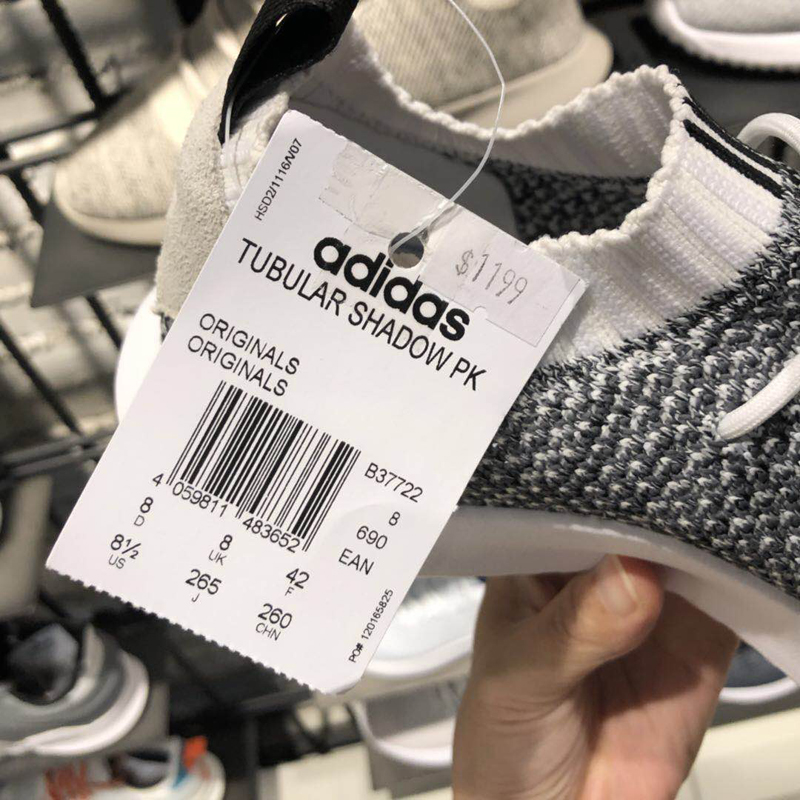 HSD2/1116/V07
$1199
adidas
TUBULAR SHADOW PK
ORIGINALS
ORIGINALS
B37722
4 059811 483652
8
690
EAN
8 D
8 UK
42 F
8½ US
265 J
260 CHN
PO# 120165825